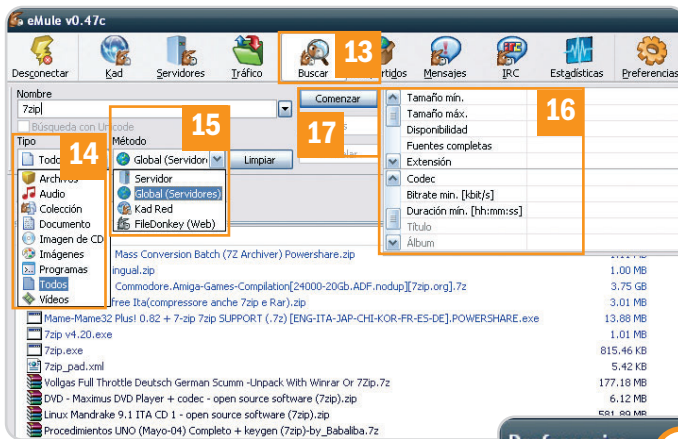 eMule v0.47c
Desconectar Kad Servidores Tráfico Buscar 13 Mensajes IRC Estadísticas Preferencias
Nombre
7zip
Búsqueda con Unicode
Comenzar
Tipo
14
Método
15
Global (Servidor
Limpiar
17
16
Archivos
Audio
Colección
Documento
Imagen de CD
Imágenes
Programas
Todos
Vídeos
Servidor
Global (Servidores)
Kad Red
FileDonkey (Web)
Tamaño mín.
Tamaño máx.
Disponibilidad
Fuentes completas
Extensión
Codec
Bitrate min. [kbit/s]
Duración mín. [hh:mm:ss]
Título
Álbum
Mass Conversion Batch (7Z Archiver) Powershare.zip
ingual.zip 1.00 MB
Commodore.Amiga-Games-Compilation[24000-20Gb.ADF.nodup][7zip.org].7z 3.75 GB
free Ita(compressore anche 7zip e Rar).zip 3.01 MB
Mame-Mame32 Plus! 0.82 + 7-zip 7zip SUPPORT (.7z) [ENG-ITA-JAP-CHI-KOR-FR-ES-DE].POWERSHARE.exe 13.88 MB
7zip v4.20.exe 1.01 MB
7zip.exe 815.46 KB
7zip_pad.xml 5.42 KB
Vollgas Full Throttle Deutsch German Scumm -Unpack With Winrar Or 7Zip.7z 177.18 MB
DVD - Maximus DVD Player + codec - open source software (7zip).zip 6.12 MB
Linux Mandrake 9.1 ITA CD 1 - open source software (7zip).zip 581.89 MB
Procedimientos UNO (Mayo-04) Completo + keygen (7zip)-by_Babaliba.7z